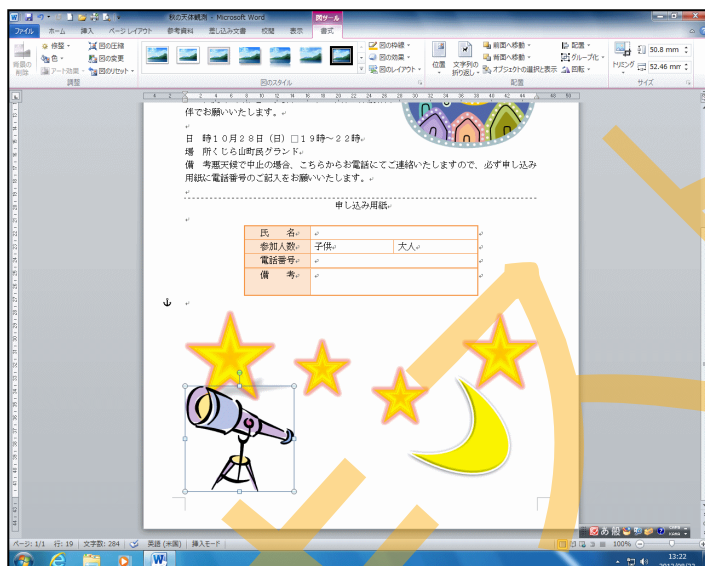 秋の天体観測 - Microsoft Word
図ツール
ファイル ホーム 挿入 ページ レイアウト 参考資料 差し込み文書 校閲 表示 書式
背景の削除
修整
色
アート効果
図の圧縮
図の変更
図のリセット
調整
図のスタイル
図の枠線
図の効果
図のレイアウト
位置
文字列の折り返し
前面へ移動
背面へ移動
オブジェクトの選択と表示
配置
グループ化
回転
配置
トリミング
50.8 mm
52.46 mm
サイズ
伴でお願いいたします。
日 時10月28日(日)□19時~22時
場 所くじら山町民グランド
備 考悪天候で中止の場合、こちらからお電話にてご連絡いたしますので、必ず申し込み
用紙に電話番号のご記入をお願いいたします。
申し込み用紙
氏 名
参加人数 子供 大人
電話番号
備 考
ページ: 1/1 行: 19 文字数: 284 英語 (米国) 挿入モード 100%
あ 般
13:22